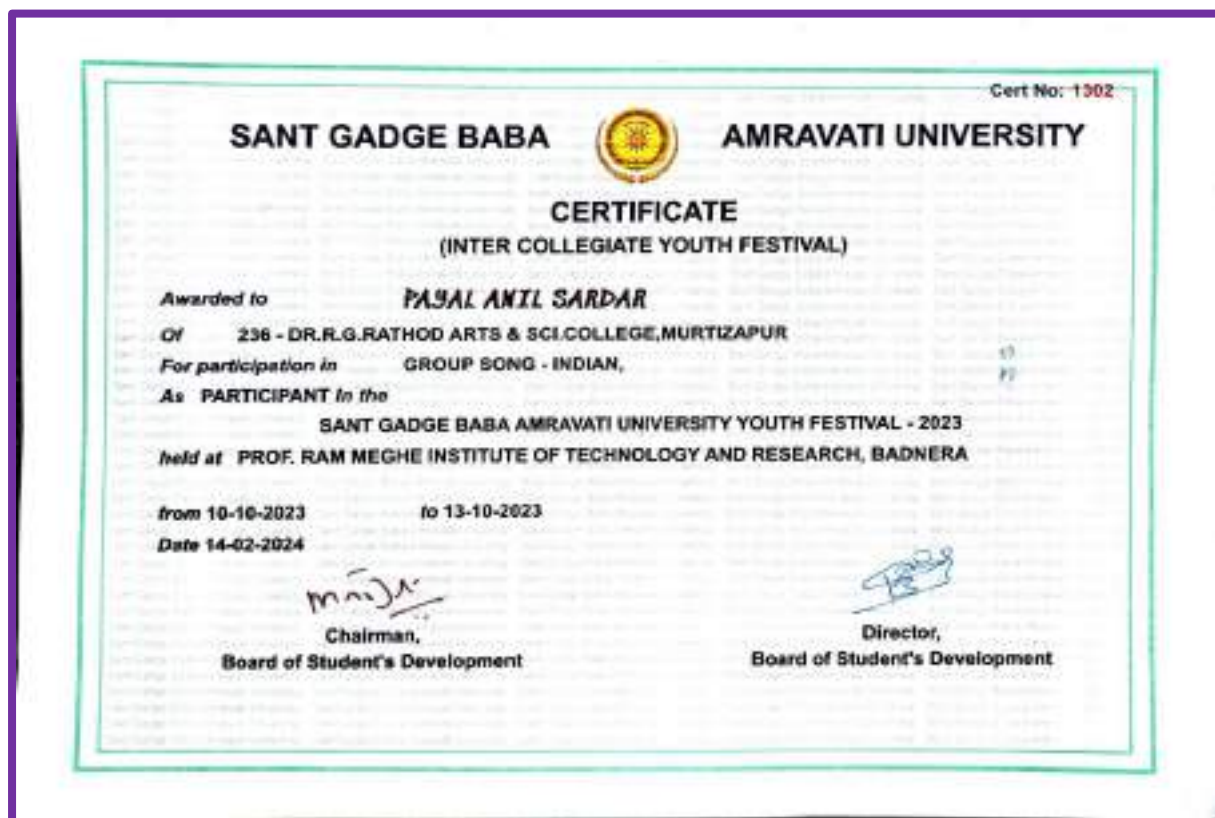 Cert No: 1302
SANT GADGE BABA AMRAVATI UNIVERSITY
CERTIFICATE
(INTER COLLEGIATE YOUTH FESTIVAL)
Awarded to PAYAL ANIL SARDAR
Of 236 - DR.R.G.RATHOD ARTS & SCI.COLLEGE,MURTIZAPUR
For participation in GROUP SONG - INDIAN,
As PARTICIPANT In the
SANT GADGE BABA AMRAVATI UNIVERSITY YOUTH FESTIVAL - 2023
held at PROF. RAM MEGHE INSTITUTE OF TECHNOLOGY AND RESEARCH, BADNERA
from 10-10-2023 to 13-10-2023
Date 14-02-2024
Chairman, Director,
Board of Student's Development Board of Student's Development